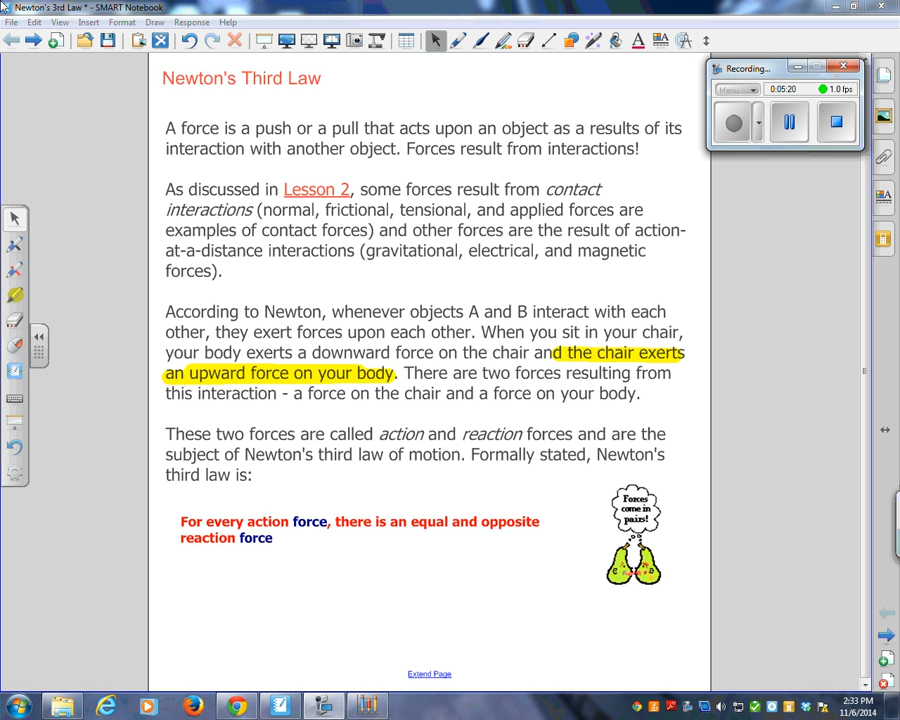 Newton's 3rd Law * - SMART Notebook
File Edit View Insert Format Draw Response Help
Recording...
Menu
0:05:20
1.0 fps
Newton's Third Law
A force is a push or a pull that acts upon an object as a results of its
interaction with another object. Forces result from interactions!
As discussed in Lesson 2, some forces result from contact
interactions (normal, frictional, tensional, and applied forces are
examples of contact forces) and other forces are the result of action-
at-a-distance interactions (gravitational, electrical, and magnetic
forces).
According to Newton, whenever objects A and B interact with each
other, they exert forces upon each other. When you sit in your chair,
your body exerts a downward force on the chair and the chair exerts
an upward force on your body. There are two forces resulting from
this interaction - a force on the chair and a force on your body.
These two forces are called action and reaction forces and are the
subject of Newton's third law of motion. Formally stated, Newton's
third law is:
For every action force, there is an equal and opposite
reaction force
Forces
come in
pairs!
Extend Page
2:33 PM
11/6/2014